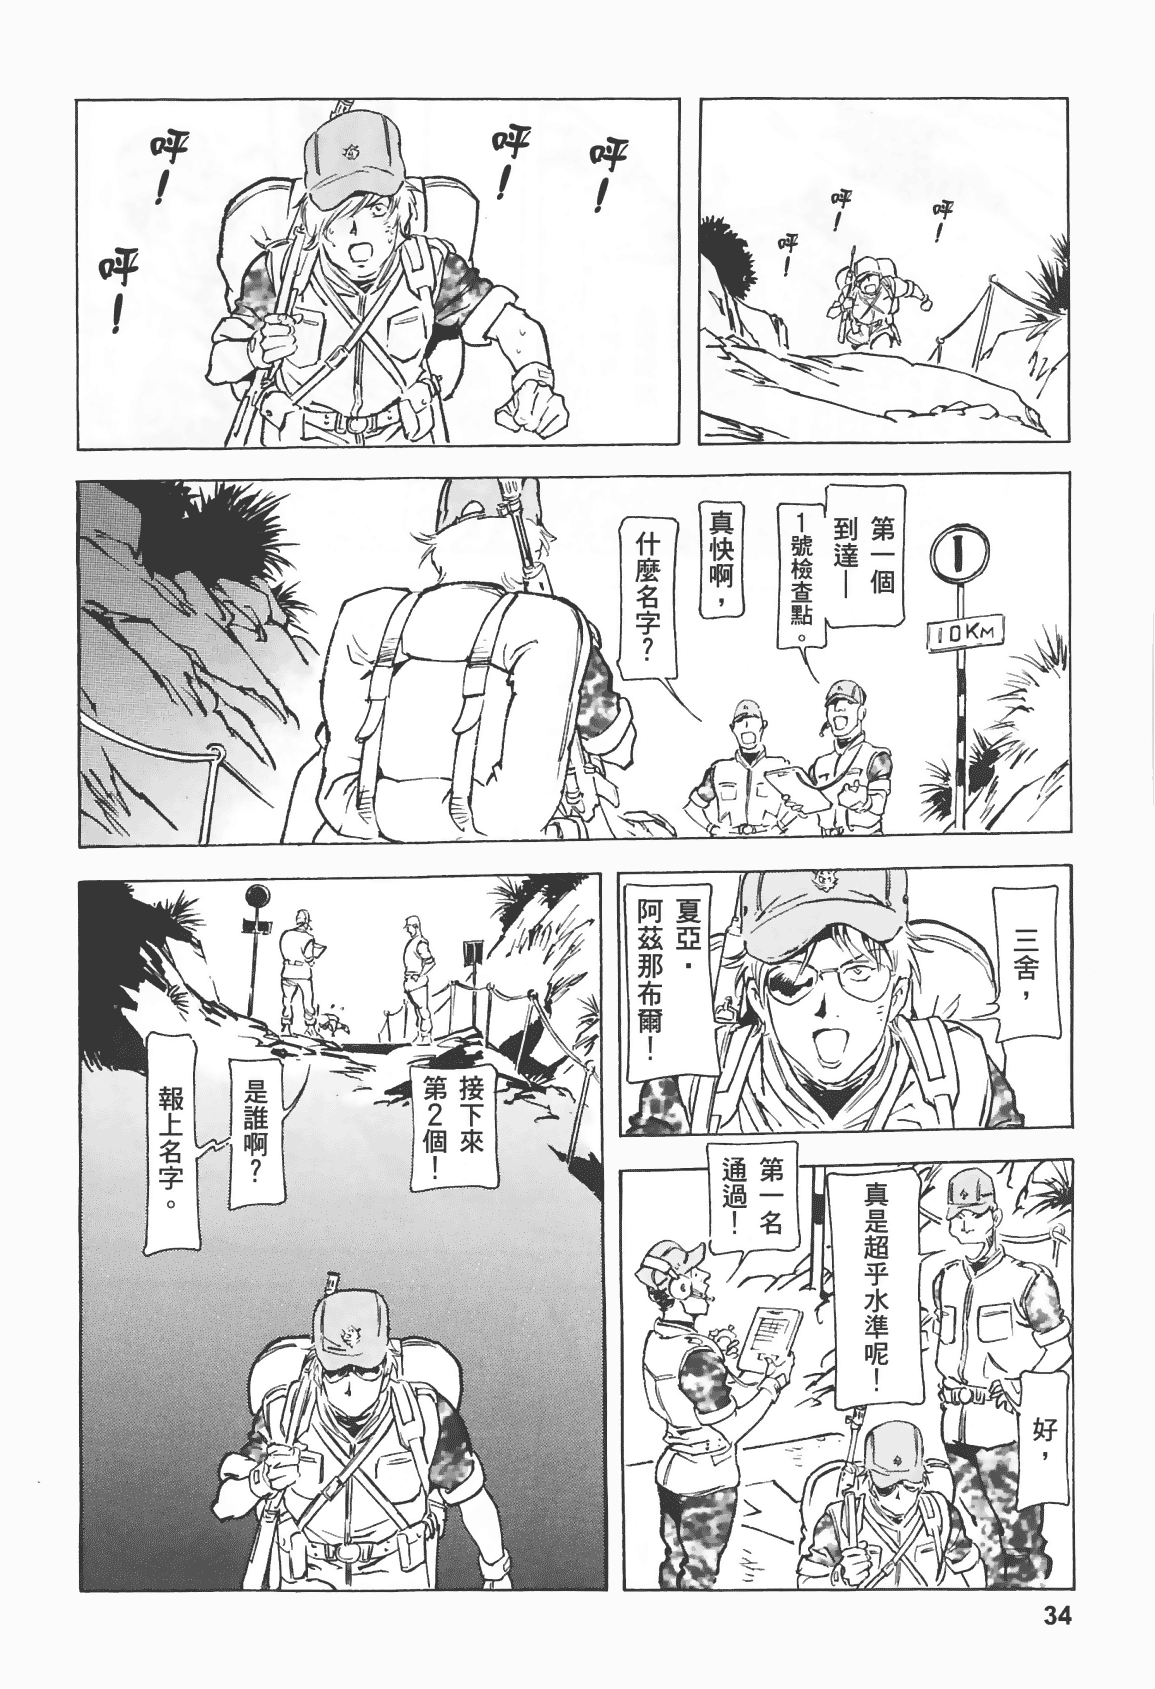 呼！
呼！
呼！
呼！
呼！
呼！
呼！
第一個
到達—
1號檢查點。
真快啊，
什麼名字？
1
10KM
三舍，
夏亞．
阿茲那布爾！
好，
真是超乎水準呢！
第一名
通過！
接下來
第2個！
是誰啊？
報上名字。
34